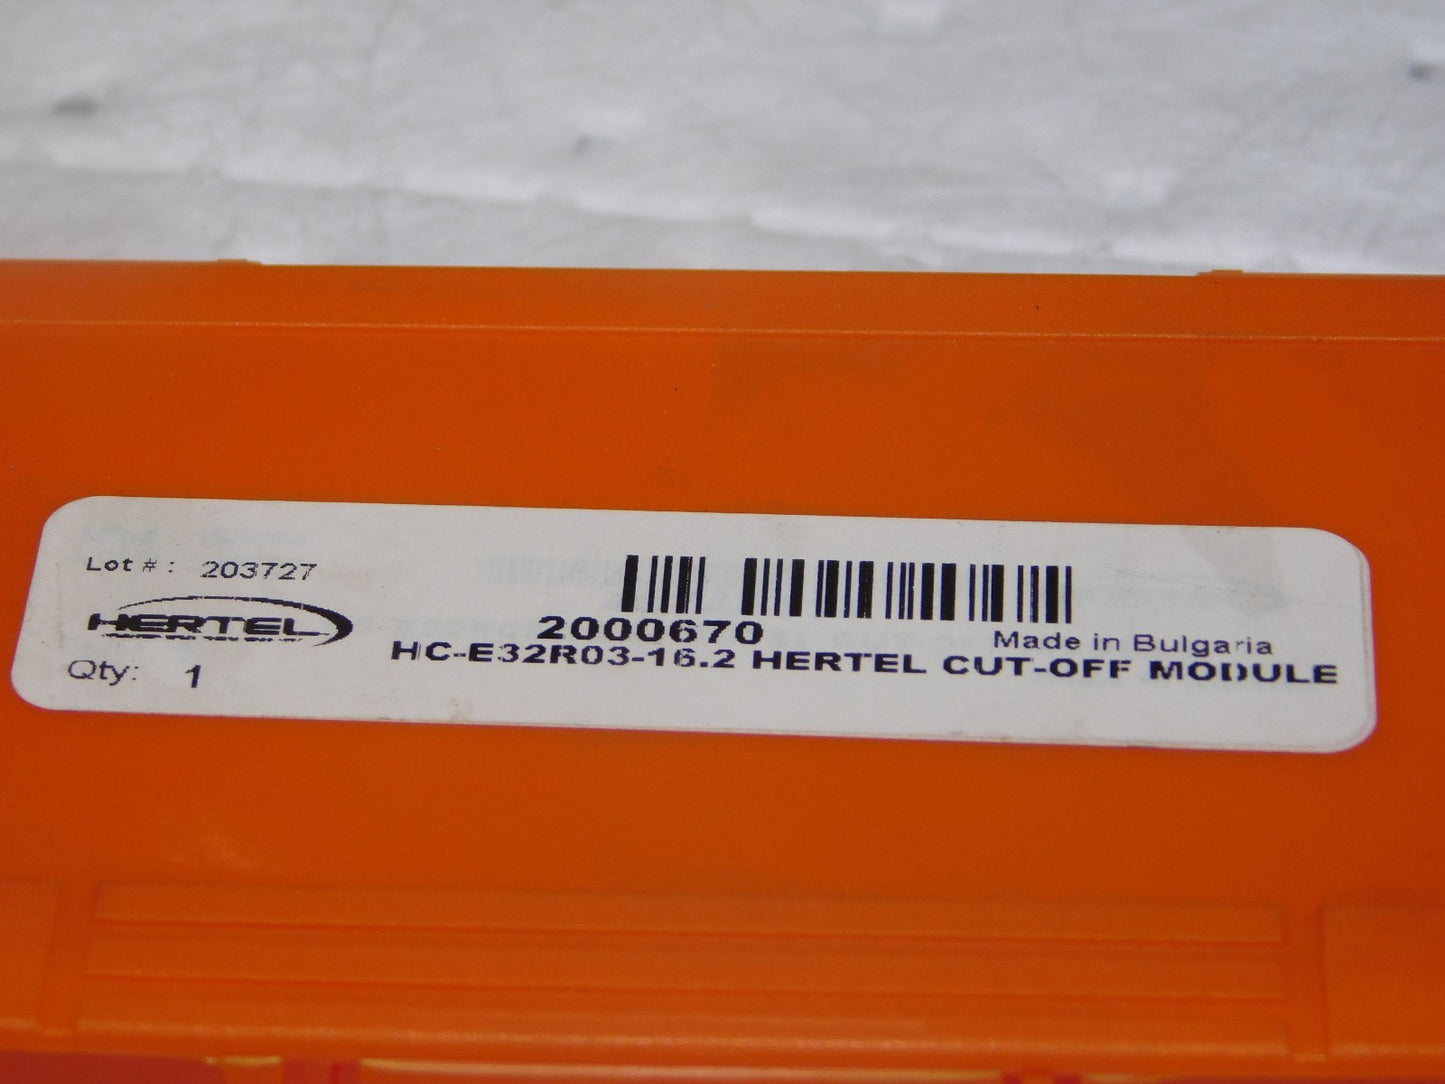 Lot # : 203727
HERTEL
Qty: 1
2000670
Made in Bulgaria
HC-E32R03-16.2 HERTEL CUT-OFF MODULE